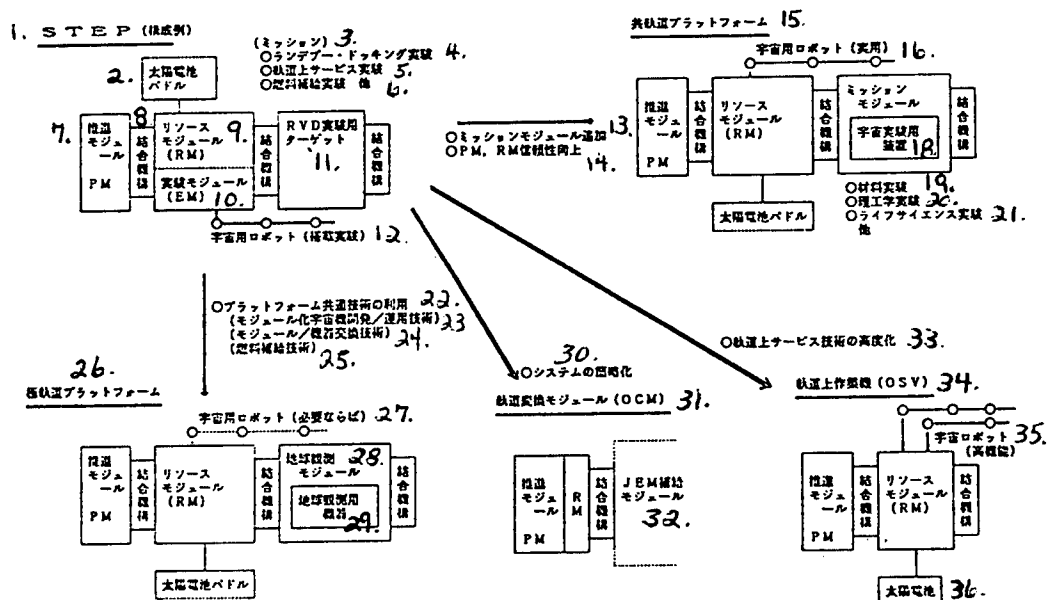 1. STEP (構成例)
2. 太陽電池
パドル
(ミッション) 3.
○ランデブー・ドッキング実験 4.
○軌道上サービス実験 5.
○燃料補給実験 他 6.
7. 推進
モジュ
ール
PM
8
結合機構
リソース
モジュール
(RM)
9.
実験モジュール
(EM) 10.
結合機構
RVD実験用
ターゲット
11.
結合機構
宇宙用ロボット (捕取実験) 12.
○ミッションモジュール追加 13.
○PM, RM信頼性向上
14.
共軌道プラットフォーム 15.
宇宙用ロボット (実用) 16.
推進
モジュ
ール
PM
結合機構
リソース
モジュール
(RM)
結合機構
ミッション
モジュール
宇宙実験用
装置 18.
結合機構
太陽電池パドル
○材料実験 19.
○理工学実験 20.
○ライフサイエンス実験 21.
他
○プラットフォーム共通技術の利用 22.
(モジュール化宇宙機開発/運用技術) 23
(モジュール/機器交換技術) 24.
(燃料補給技術) 25.
26.
極軌道プラットフォーム
宇宙用ロボット (必要ならば) 27.
推進
モジュ
ール
PM
結合機構
リソース
モジュール
(RM)
結合機構
地球観測 28.
モジュール
地球観測用
機器
29.
結合機構
太陽電池パドル
30.
○システムの簡略化
軌道変換モジュール (OCM) 31.
推進
モジュ
ール
PM
RM
結合機構
JEM補給
モジュール
32.
○軌道上サービス技術の高度化 33.
軌道上作業機 (OSV) 34.
宇宙ロボット 35.
(高機能)
推進
モジュ
ール
PM
結合機構
リソース
モジュール
(RM)
結合機構
太陽電池 36.